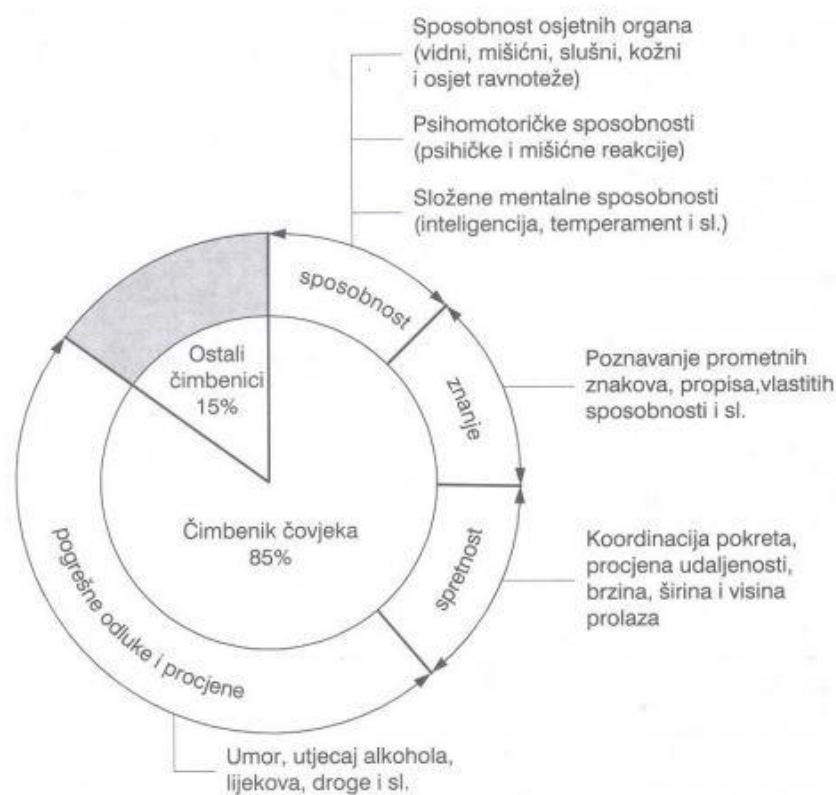 Sposobnost osjetnih organa
(vidni, mišićni, slušni, kožni
i osjet ravnoteže)
Psihomotoričke sposobnosti
(psihičke i mišićne reakcije)
Složene mentalne sposobnosti
(inteligencija, temperament i sl.)
sposobnost
Ostali
čimbenici
15%
znanje
Poznavanje prometnih
znakova, propisa,vlastitih
sposobnosti i sl.
Čimbenik čovjeka
85%
spretnost
Koordinacija pokreta,
procjena udaljenosti,
brzina, širina i visina
prolaza
pogrešne odluke i procjene
Umor, utjecaj alkohola,
lijekova, droge i sl.